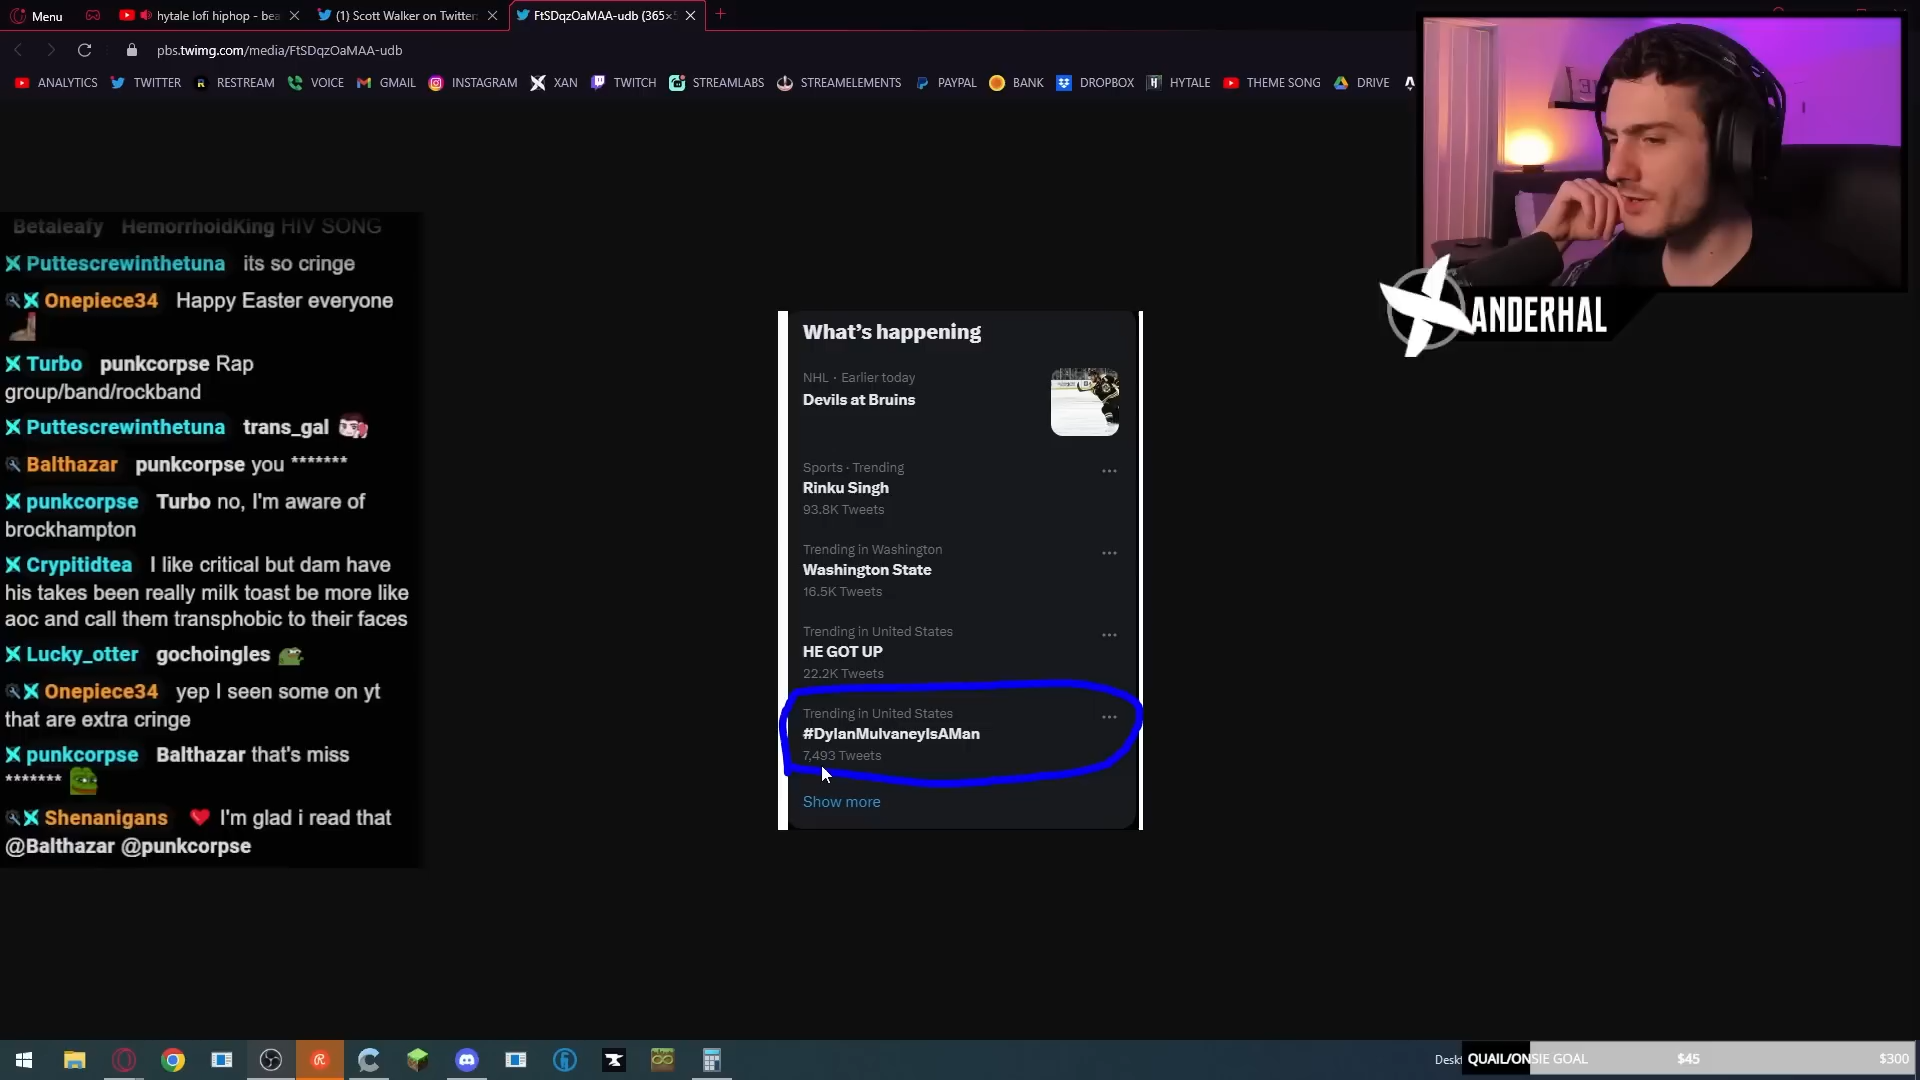 Menu
hytale lofi hiphop - bea
(1) Scott Walker on Twitter
FtSDqzOaMAA-udb (365×5
pbs.twimg.com/media/FtSDqzOaMAA-udb
ANALYTICS TWITTER RESTREAM VOICE GMAIL INSTAGRAM XAN TWITCH STREAMLABS STREAMELEMENTS PAYPAL BANK DROPBOX HYTALE THEME SONG DRIVE
Betaleafy HemorrhoidKing HIV SONG
Puttescrewinthetuna its so cringe
Onepiece34 Happy Easter everyone
Turbo punkcorpse Rap
group/band/rockband
Puttescrewinthetuna trans_gal
Balthazar punkcorpse you *******
punkcorpse Turbo no, I'm aware of
brockhampton
Crypitidtea I like critical but dam have
his takes been really milk toast be more like
aoc and call them transphobic to their faces
Lucky_otter gochoingles
Onepiece34 yep I seen some on yt
that are extra cringe
punkcorpse Balthazar that's miss
*******
Shenanigans I'm glad i read that
@Balthazar @punkcorpse
What's happening
NHL · Earlier today
Devils at Bruins
Sports · Trending
Rinku Singh
93.8K Tweets
Trending in Washington
Washington State
16.5K Tweets
Trending in United States
HE GOT UP
22.2K Tweets
Trending in United States
#DylanMulvaneyIsAMan
7,493 Tweets
Show more
ANDERHAL
Deskt
QUAIL/ONSIE GOAL $45 $300